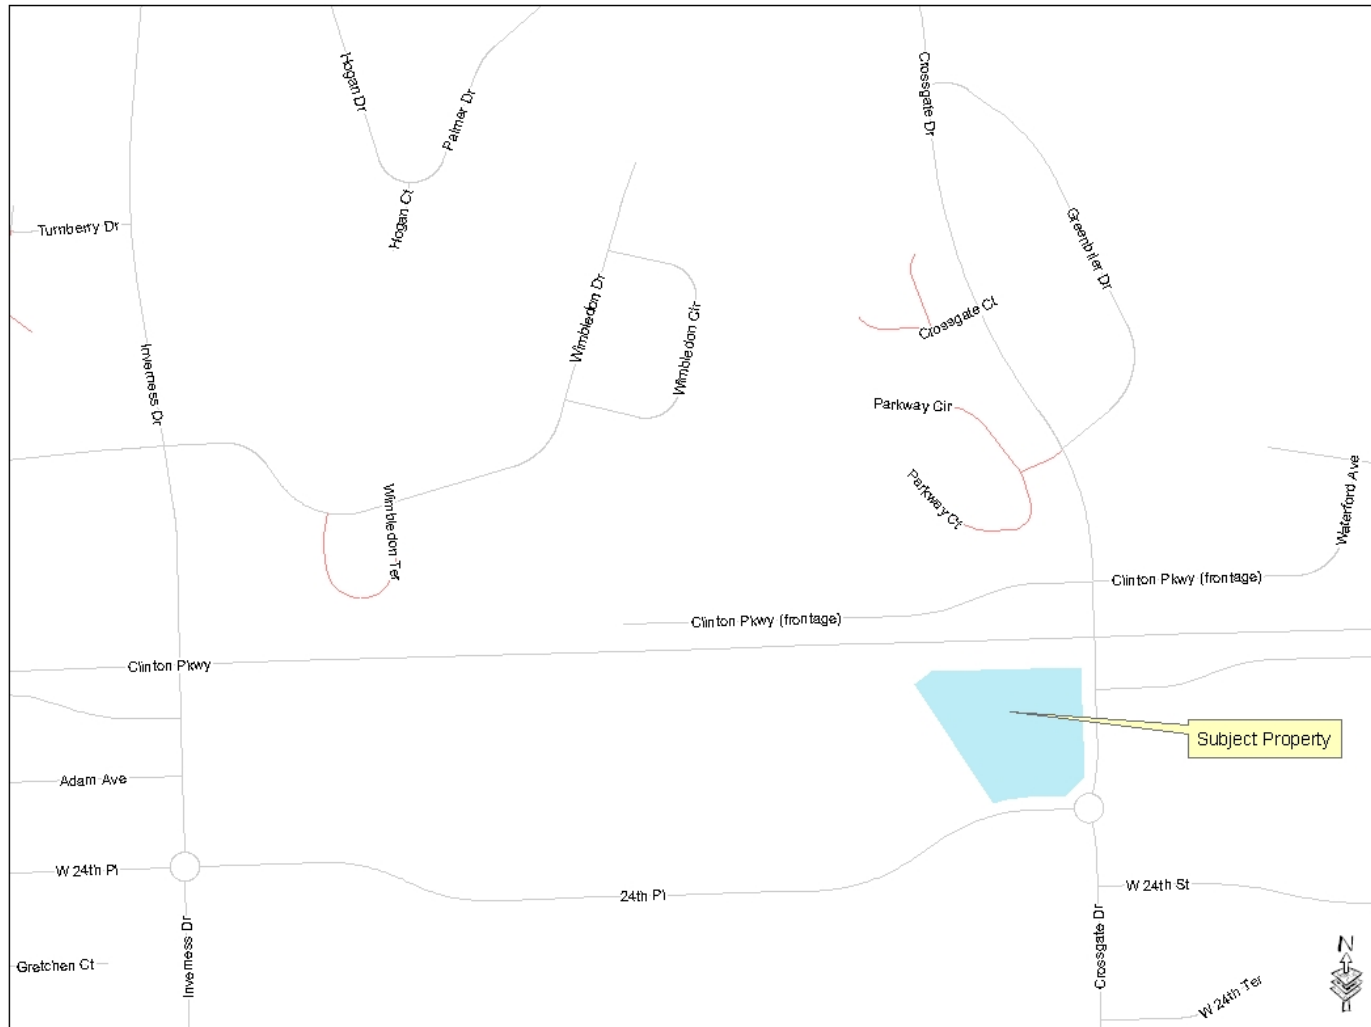 Hogan Dr
Palmer Dr
Crossgate Dr
Hogan Ct
Turnberry Dr
Greenbrier Dr
Wimbledon Dr
Wimbledon Cir
Crossgate Ct
Inverness Dr
Parkway Cir
Parkway Ct
Waterford Ave
Wimbledon Ter
Clinton Pkwy (frontage)
Clinton Pkwy (frontage)
Clinton Pkwy
Subject Property
Adam Ave
W 24th Pl
24th Pl
W 24th St
Inverness Dr
Crossgate Dr
Gretchen Ct
W 24th Ter
N